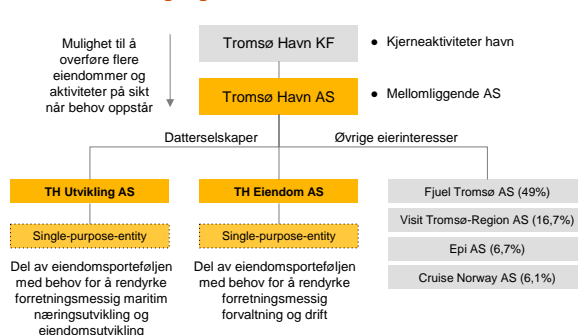 Mulighet til å
overføre flere
eiendommer og
aktiviteter på sikt
når behov oppstår
Tromsø Havn KF
● Kjerneaktiviteter havn
Tromsø Havn AS
● Mellomliggende AS
Datterselskaper
Øvrige eierinteresser
TH Utvikling AS
Single-purpose-entity
Del av eiendomsporteføljen
med behov for å rendyrke
forretningsmessig maritim
næringsutvikling og
eiendomsutvikling
TH Eiendom AS
Single-purpose-entity
Del av eiendomsporteføljen
med behov for å rendyrke
forretningsmessig
forvaltning og drift
Fjuel Tromsø AS (49%)
Visit Tromsø-Region AS (16,7%)
Epi AS (6,7%)
Cruise Norway AS (6,1%)